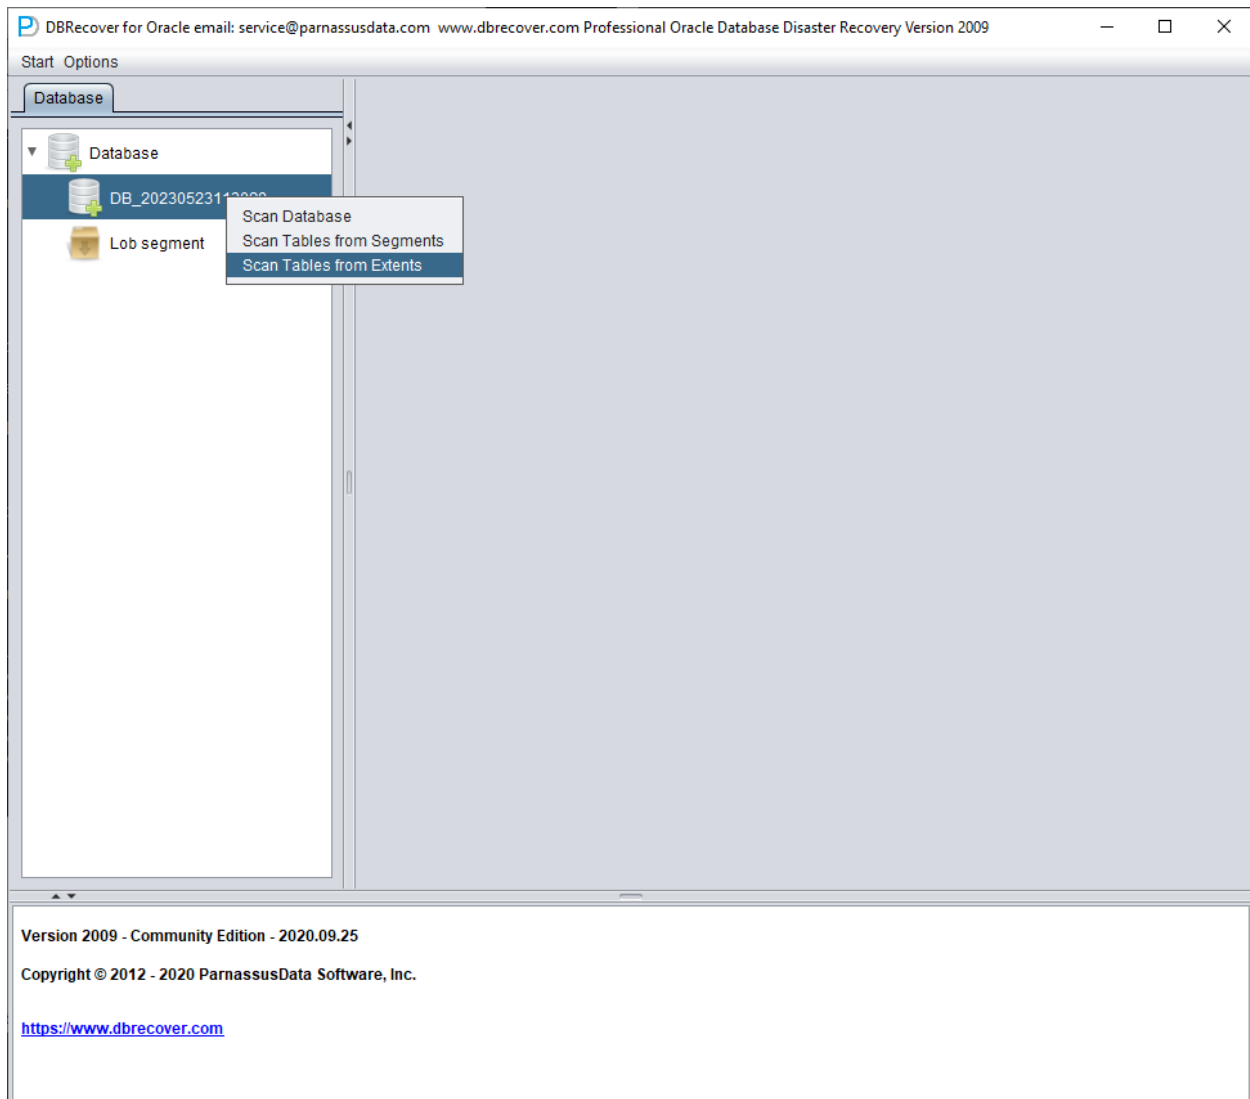 DBRecover for Oracle email: service@parnassusdata.com www.dbrecover.com Professional Oracle Database Disaster Recovery Version 2009
Start Options
Database
Database
Scan Database
Lob segment
Scan Tables from Segments
Scan Tables from Extents
Version 2009 - Community Edition - 2020.09.25
Copyright © 2012 - 2020 ParnassusData Software, Inc.
https://www.dbrecover.com